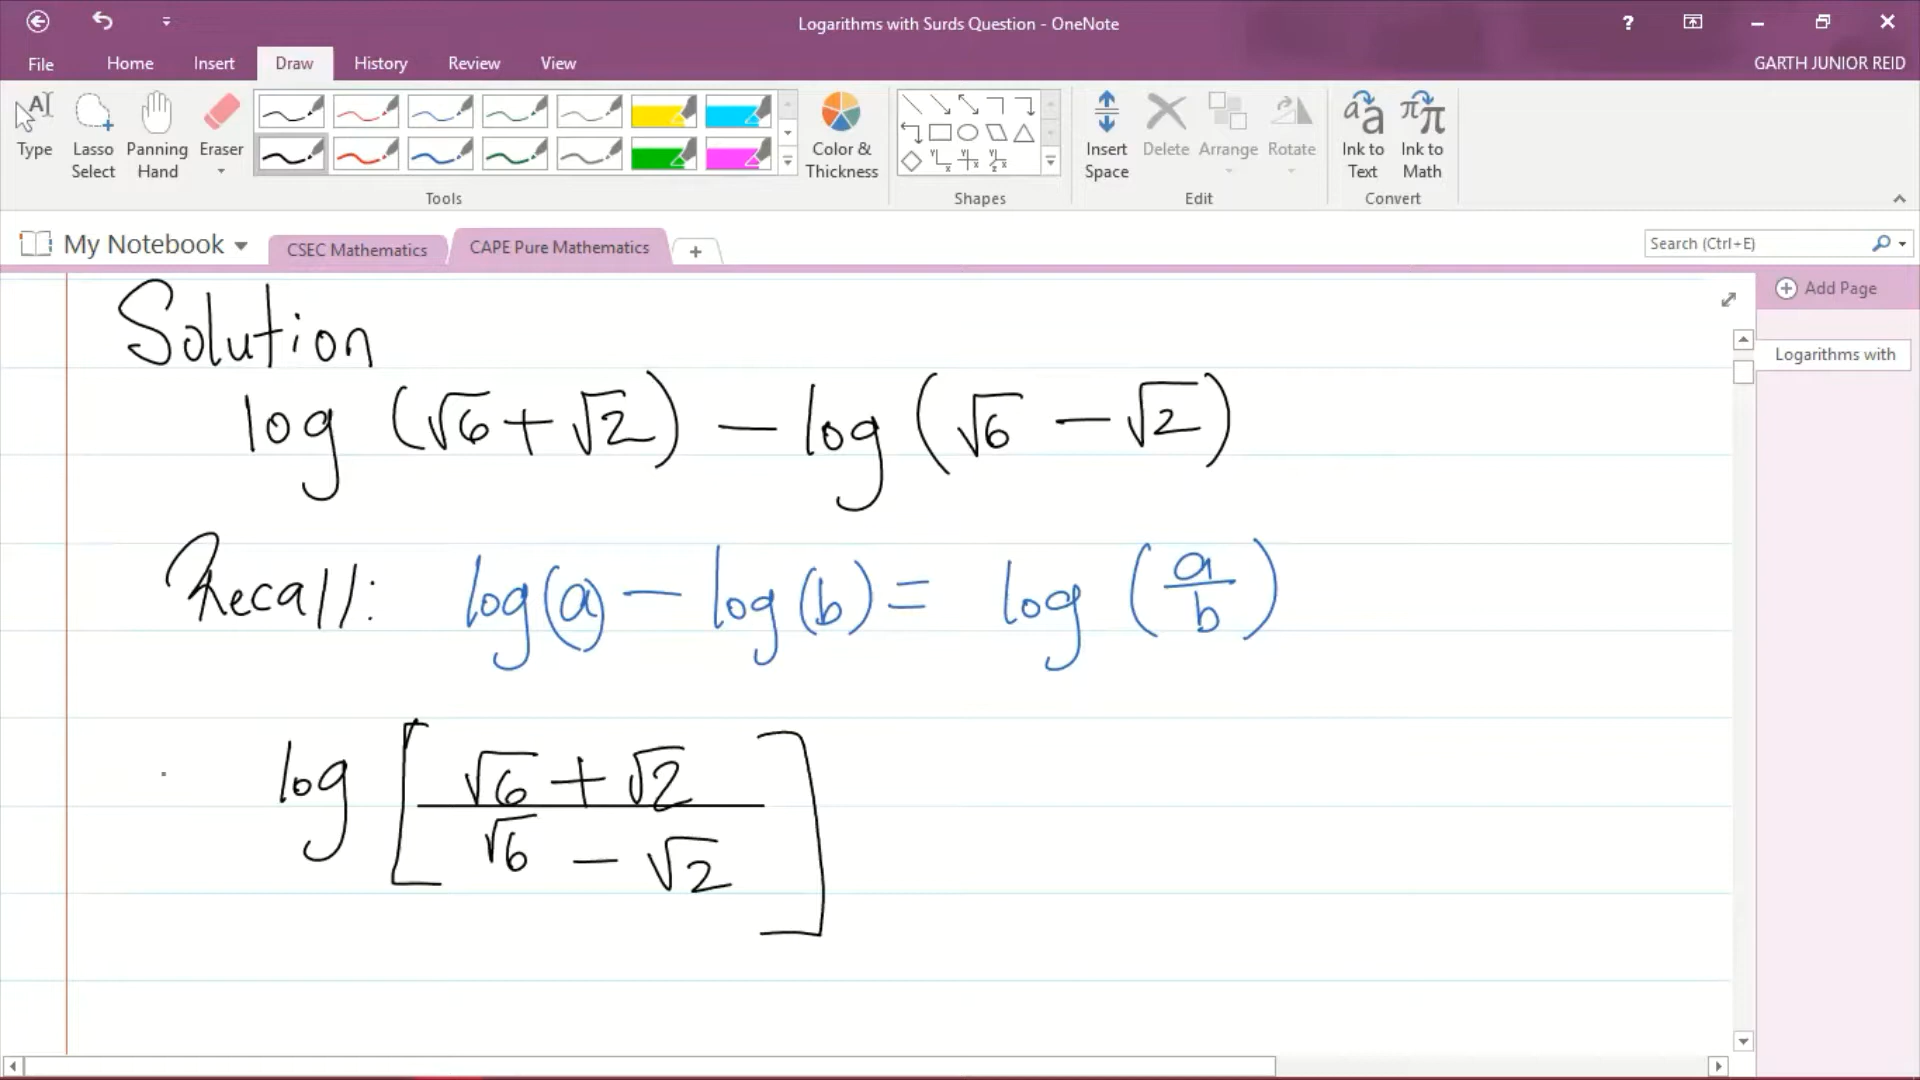 Logarithms with Surds Question - OneNote
?
File Home Insert Draw History Review View
GARTH JUNIOR REID
Type
Lasso Select
Panning Hand
Eraser
Color & Thickness
Insert Space
Delete
Arrange
Rotate
Ink to Text
Ink to Math
Tools Shapes Edit Convert
My Notebook
CSEC Mathematics
CAPE Pure Mathematics
Search (Ctrl+E)
Add Page
Logarithms with
Solution
log (√6+√2) − log (√6 − √2)
Recall: log(a) − log(b) = log (a/b)
log [(√6 + √2)/(√6 − √2)]